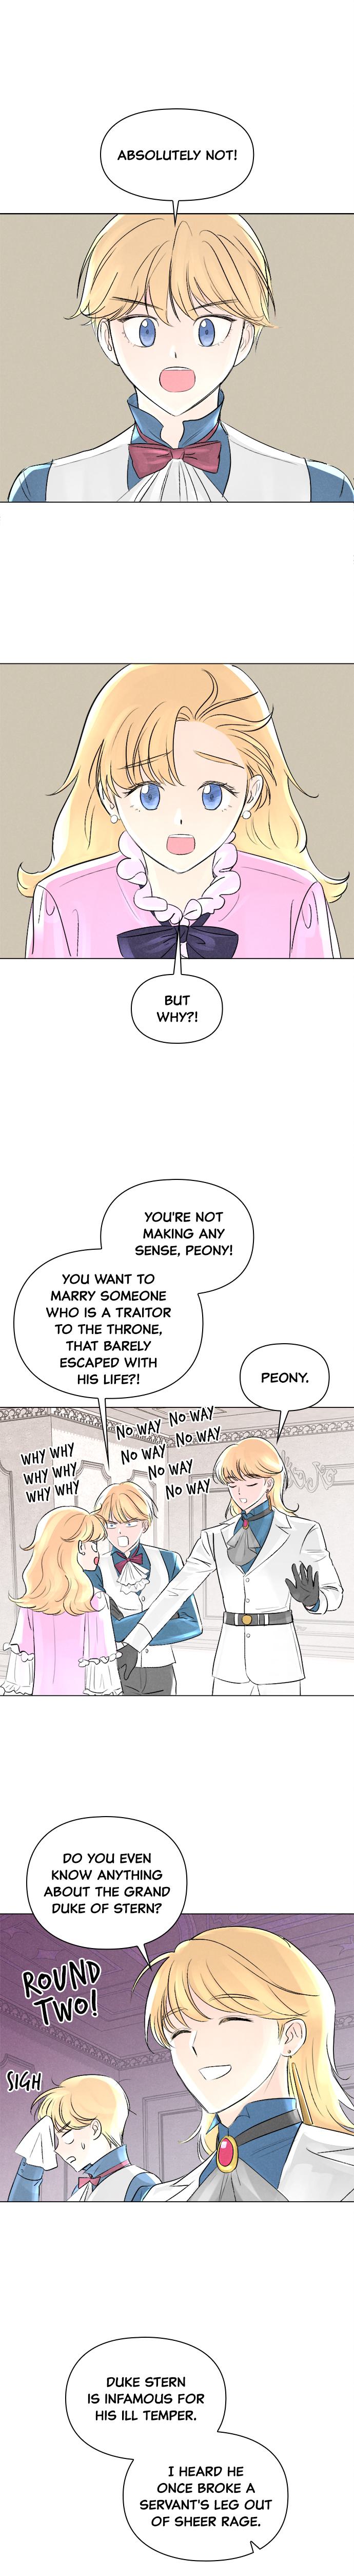 ABSOLUTELY NOT!
BUT
WHY?!
YOU'RE NOT
MAKING ANY
SENSE, PEONY!
YOU WANT TO
MARRY SOMEONE
WHO IS A TRAITOR
TO THE THRONE,
THAT BARELY
ESCAPED WITH
HIS LIFE?!
PEONY.
WHY WHY
WHY WHY
WHY WHY
NO WAY NO WAY
NO WAY NO WAY
NO WAY
NO WAY
DO YOU EVEN
KNOW ANYTHING
ABOUT THE GRAND
DUKE OF STERN?
ROUND
TWO!
SIGH
DUKE STERN
IS INFAMOUS FOR
HIS ILL TEMPER.
I HEARD HE
ONCE BROKE A
SERVANT'S LEG OUT
OF SHEER RAGE.